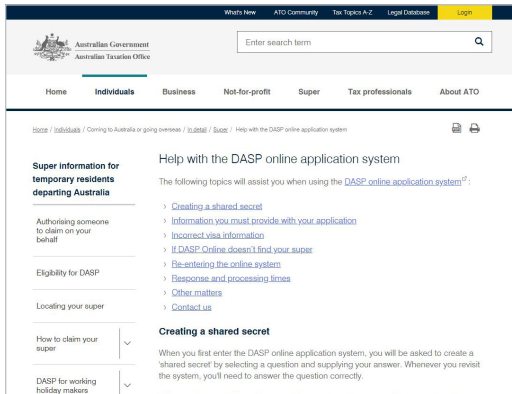 What's New ATO Community Tax Topics A-Z Legal Database Login
Australian Government
Australian Taxation Office
Enter search term
Home Individuals Business Not-for-profit Super Tax professionals About ATO
Home / Individuals / Coming to Australia or going overseas / In detail / Super / Help with the DASP online application system
Super information for
temporary residents
departing Australia
Authorising someone
to claim on your
behalf
Eligibility for DASP
Locating your super
How to claim your
super
DASP for working
holiday makers
Help with the DASP online application system
The following topics will assist you when using the DASP online application system:
› Creating a shared secret
› Information you must provide with your application
› Incorrect visa information
› If DASP Online doesn't find your super
› Re-entering the online system
› Response and processing times
› Other matters
› Contact us
Creating a shared secret
When you first enter the DASP online application system, you will be asked to create a
'shared secret' by selecting a question and supplying your answer. Whenever you revisit
the system, you'll need to answer the question correctly.